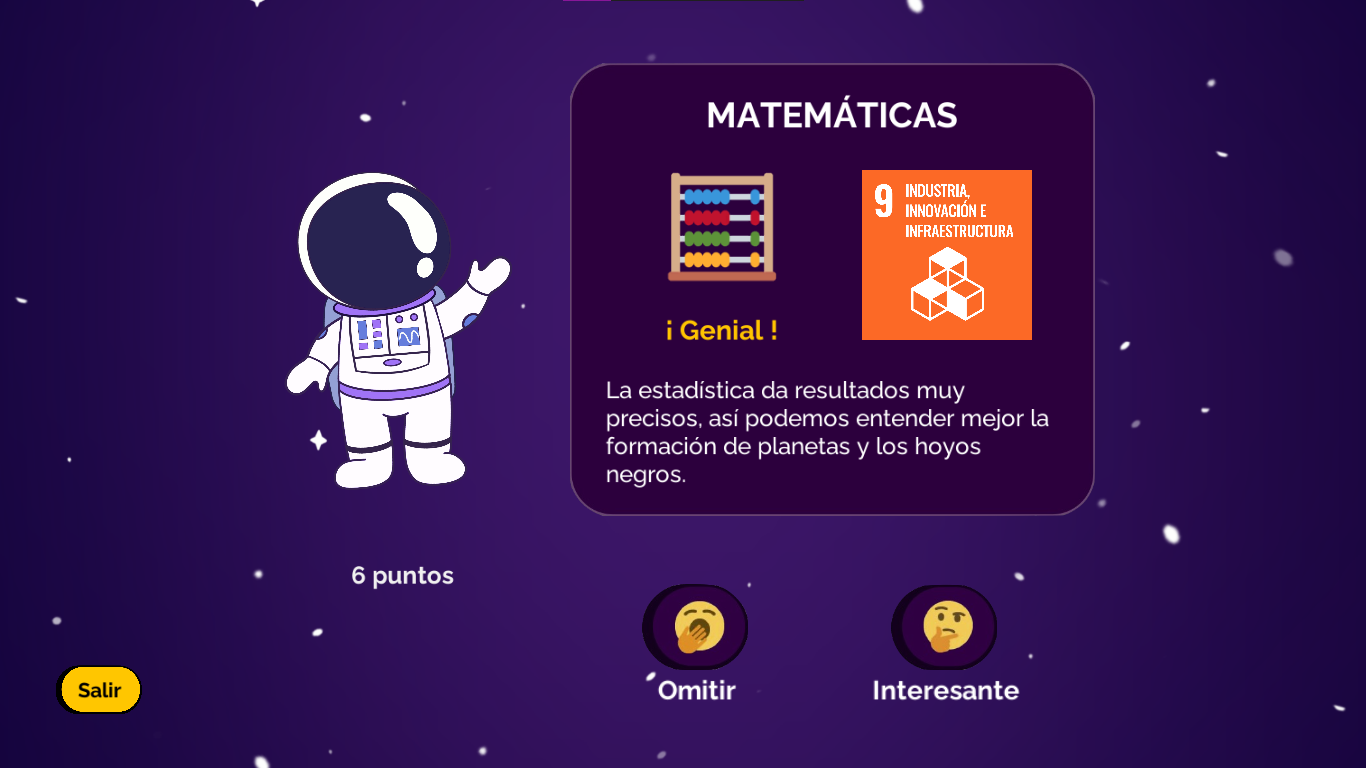 MATEMÁTICAS
9 INDUSTRIA,
INNOVACIÓN E
INFRAESTRUCTURA
¡ Genial !
La estadística da resultados muy
precisos, así podemos entender mejor la
formación de planetas y los hoyos
negros.
6 puntos
Omitir
Interesante
Salir